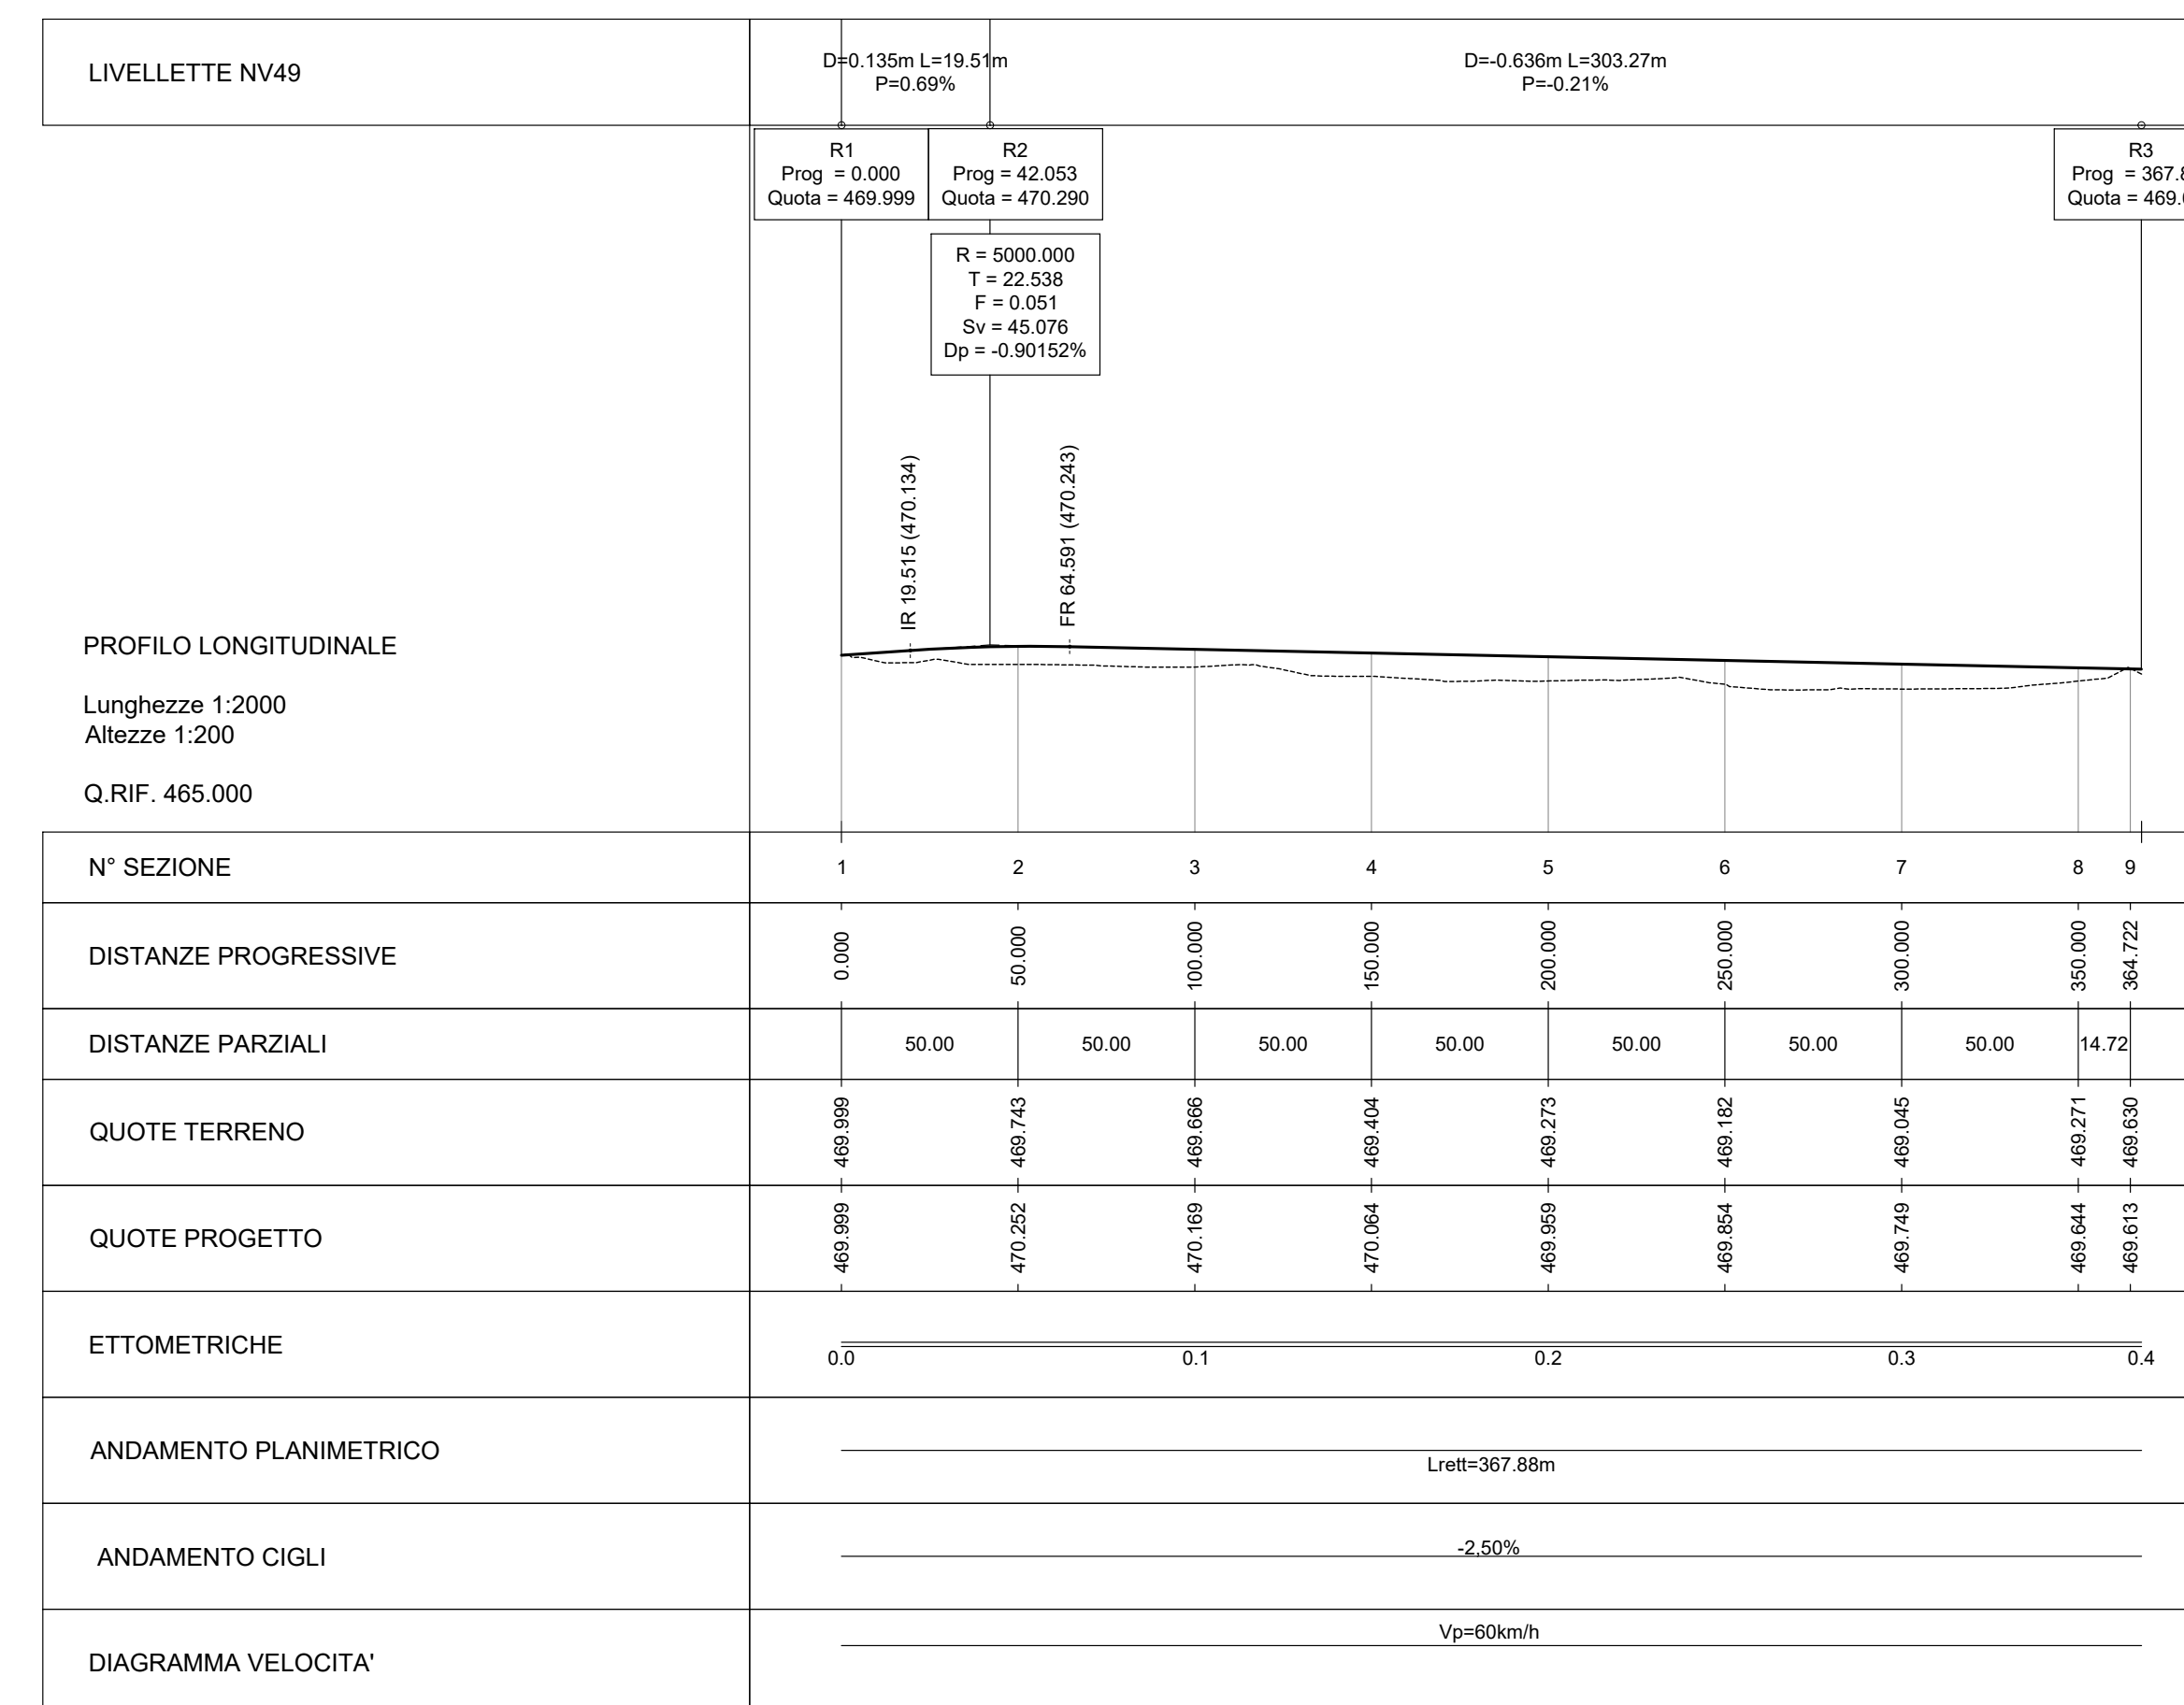 LIVELLETTE NV49
D=0.135m L=19.51m
P=0.69%
D=-0.636m L=303.27m
P=-0.21%
R1
Prog = 0.000
Quota = 469.999
R2
Prog = 42.053
Quota = 470.290
R3
Prog = 367.
Quota = 469.
R = 5000.000
T = 22.538
F = 0.051
Sv = 45.076
Dp = -0.90152%
IR 19.515 (470.134)
FR 64.591 (470.243)
PROFILO LONGITUDINALE
Lunghezze 1:2000
Altezze 1:200
Q.RIF. 465.000
N° SEZIONE 1 2 3 4 5 6 7 8 9
DISTANZE PROGRESSIVE 0.000 50.000 100.000 150.000 200.000 250.000 300.000 350.000 364.722
DISTANZE PARZIALI 50.00 50.00 50.00 50.00 50.00 50.00 50.00 14.72
QUOTE TERRENO 469.999 469.743 469.666 469.404 469.273 469.182 469.045 469.271 469.630
QUOTE PROGETTO 469.999 470.252 470.169 470.064 469.959 469.854 469.749 469.644 469.613
ETTOMETRICHE 0.0 0.1 0.2 0.3 0.4
ANDAMENTO PLANIMETRICO
Lrett=367.88m
ANDAMENTO CIGLI
-2,50%
DIAGRAMMA VELOCITA'
Vp=60km/h